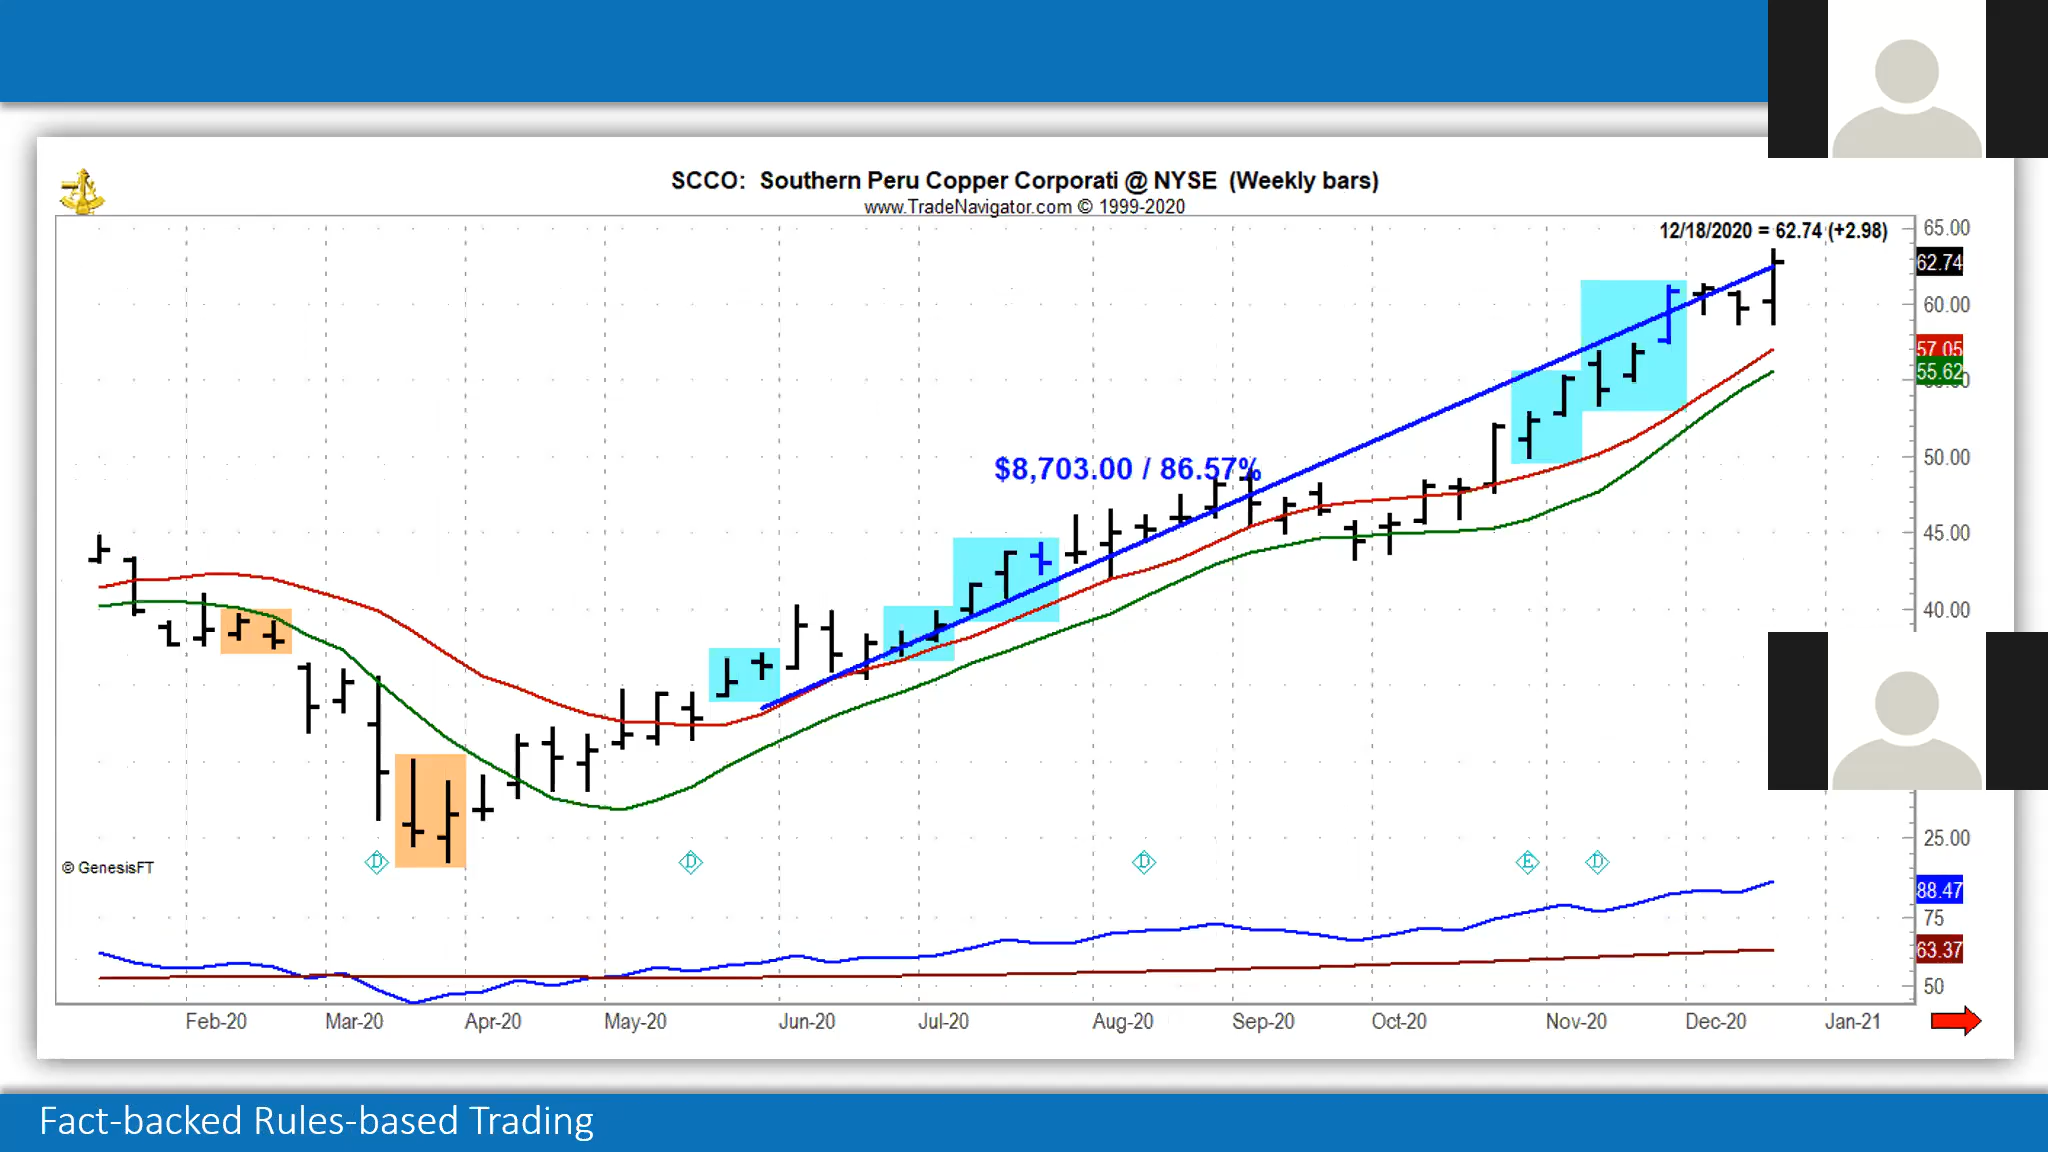 SCCO: Southern Peru Copper Corporati @ NYSE (Weekly bars)
www.TradeNavigator.com © 1999-2020
12/18/2020 = 62.74 (+2.98)
65.00
62.74
60.00
57.05
55.62
50.00
$8,703.00 / 86.57%
45.00
40.00
25.00
D
D
D
E
D
© GenesisFT
88.47
75
63.37
50
Feb-20 Mar-20 Apr-20 May-20 Jun-20 Jul-20 Aug-20 Sep-20 Oct-20 Nov-20 Dec-20 Jan-21
Fact-backed Rules-based Trading